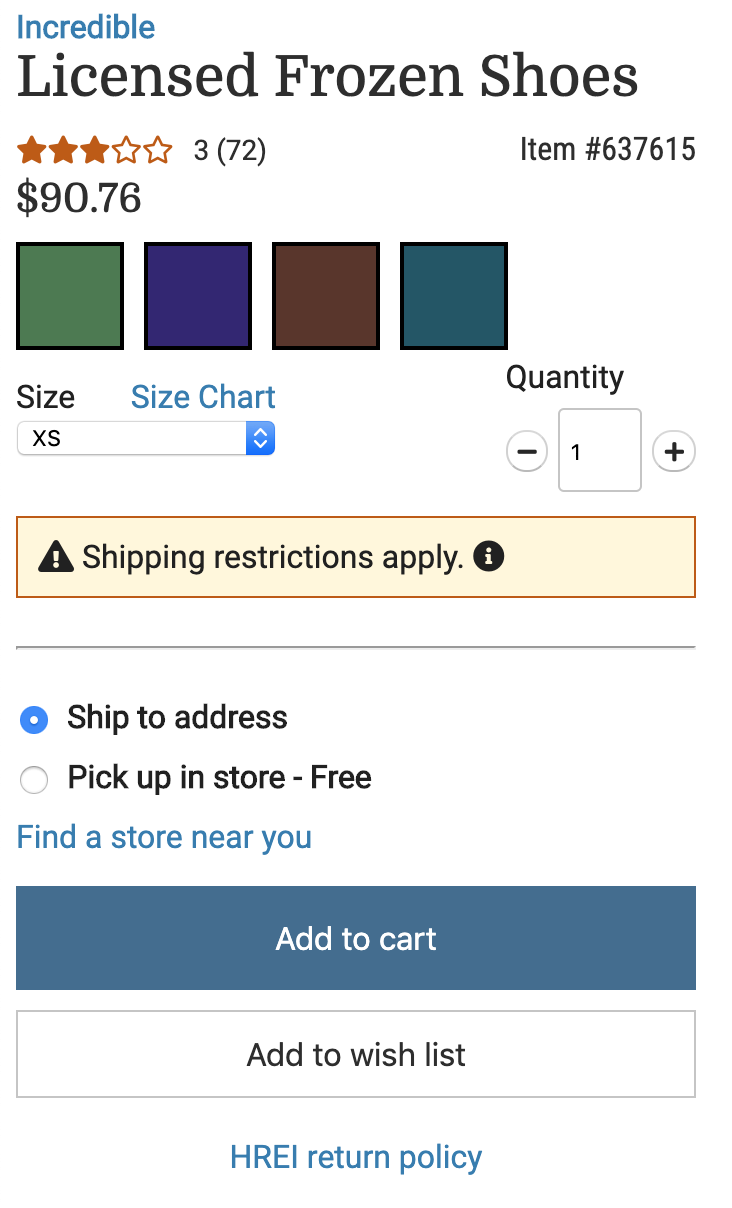 Incredible
Licensed Frozen Shoes
3 (72) Item #637615
$90.76
Quantity
Size Size Chart
XS
1
Shipping restrictions apply.
Ship to address
Pick up in store - Free
Find a store near you
Add to cart
Add to wish list
HREI return policy